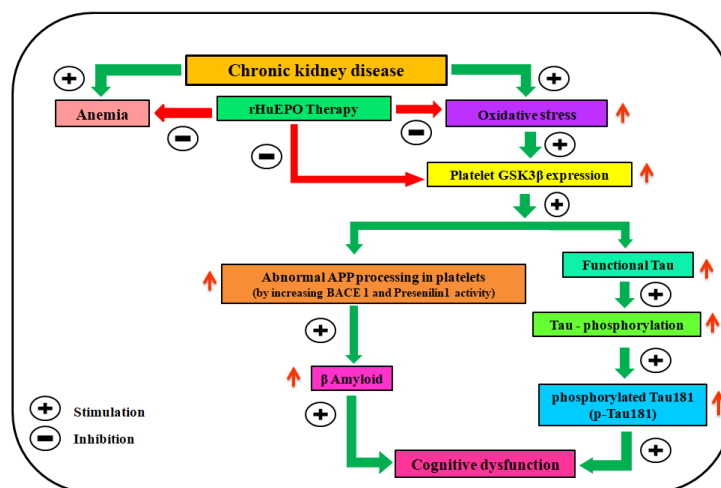 Chronic kidney disease
Anemia
rHuEPO Therapy
Oxidative stress
Platelet GSK3β expression
Abnormal APP processing in platelets
(by increasing BACE 1 and Presenilin1 activity)
Functional Tau
Tau - phosphorylation
β Amyloid
phosphorylated Tau181
(p-Tau181)
Stimulation
Inhibition
Cognitive dysfunction